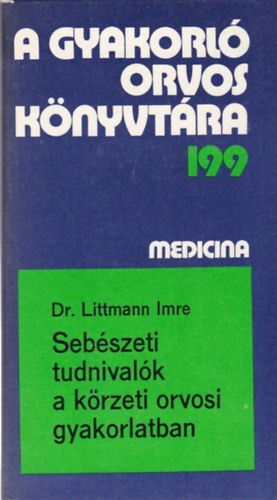 A GYAKORLÓ
ORVOS
KÖNYVTÁRA
199
MEDICINA
Dr. Littmann Imre
Sebészeti
tudnivalók
a körzeti orvosi
gyakorlatban